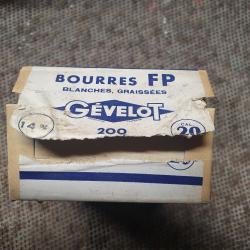 BOURRES FP
BLANCHES, GRAISSÉES
GÉVELOT
14 %
200
CAL.
20